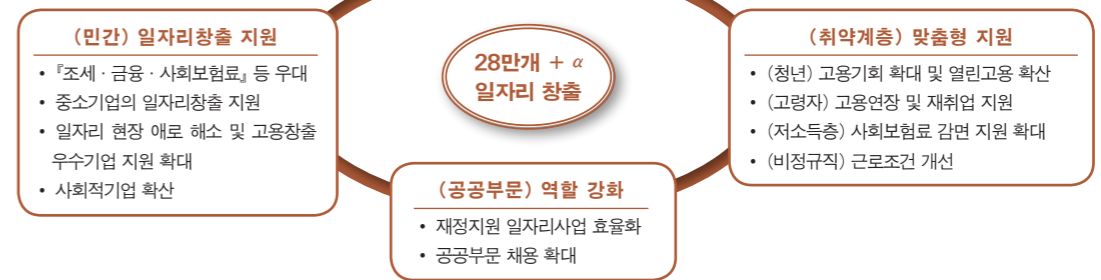 (민간) 일자리창출 지원
• 『조세 · 금융 · 사회보험료』 등 우대
• 중소기업의 일자리창출 지원
• 일자리 현장 애로 해소 및 고용창출
우수기업 지원 확대
• 사회적기업 확산
28만개 + α
일자리 창출
(취약계층) 맞춤형 지원
• (청년) 고용기회 확대 및 열린고용 확산
• (고령자) 고용연장 및 재취업 지원
• (저소득층) 사회보험료 감면 지원 확대
• (비정규직) 근로조건 개선
(공공부문) 역할 강화
• 재정지원 일자리사업 효율화
• 공공부문 채용 확대